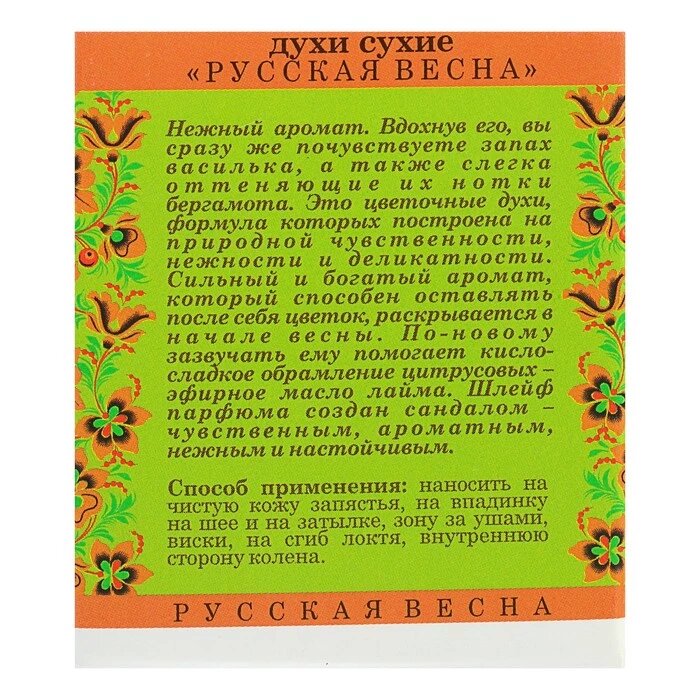 духи сухие
«РУССКАЯ ВЕСНА»
Нежный аромат. Вдохнув его, вы
сразу же почувствуете запах
василька, а также слегка
оттеняющие их нотки
бергамота. Это цветочные духи,
формула которых построена на
природной чувственности,
нежности и деликатности.
Сильный и богатый аромат,
который способен оставлять
после себя цветок, раскрывается в
начале весны. По-новому
зазвучать ему помогает кисло-
сладкое обрамление цитрусовых –
эфирное масло лайма. Шлейф
парфюма создан сандалом –
чувственным, ароматным,
нежным и настойчивым.
Способ применения: наносить на
чистую кожу запястья, на впадинку
на шее и на затылке, зону за ушами,
виски, на сгиб локтя, внутреннюю
сторону колена.
РУССКАЯ ВЕСНА